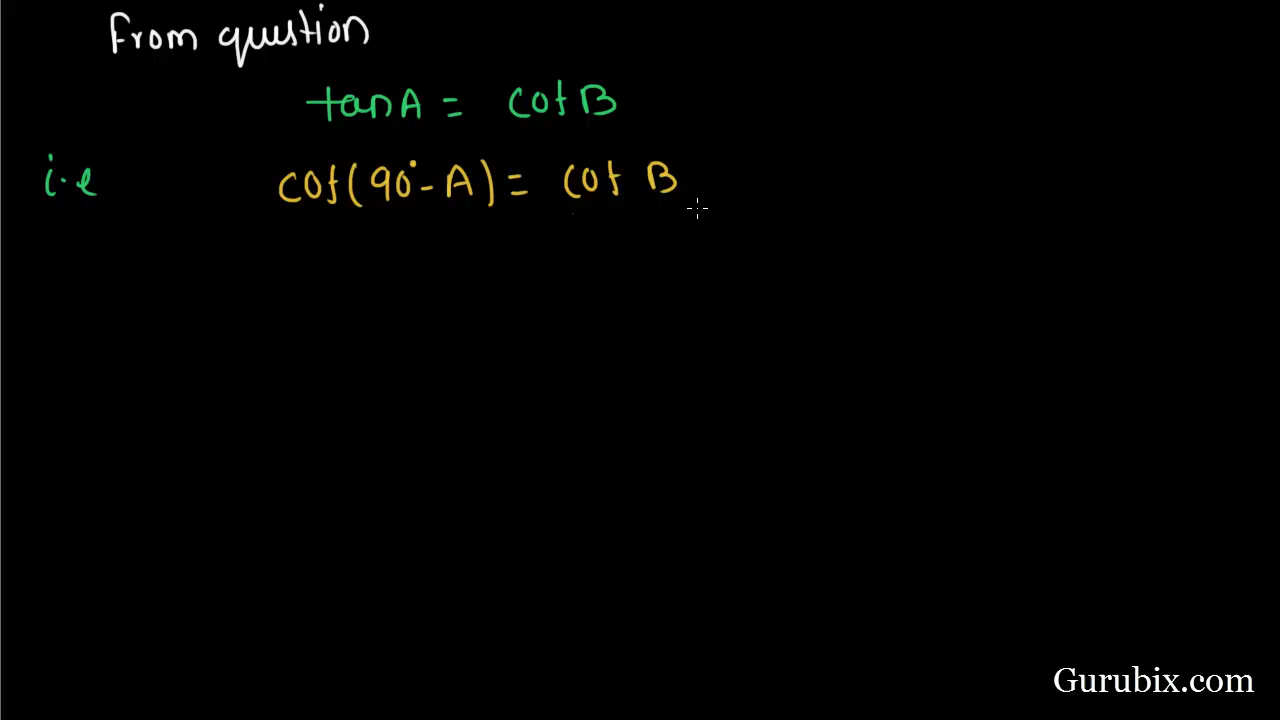 From question
tanA = cotB
i.e cot(90°-A) = cot B
Gurubix.com